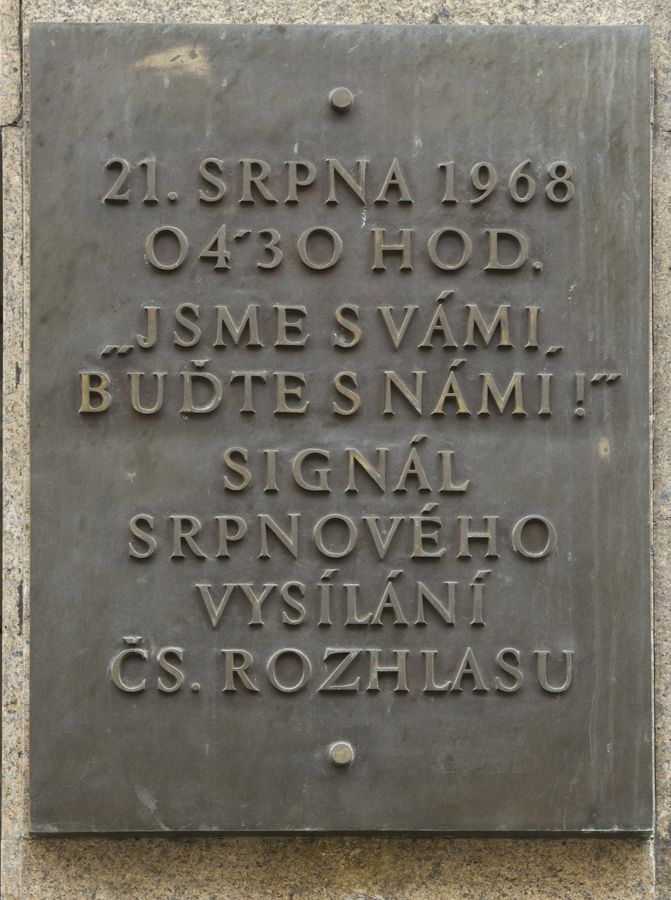 21. SRPNA 1968
04´30 HOD.
„JSME S VÁMI,
BUĎTE S NÁMI!“
SIGNÁL
SRPNOVÉHO
VYSÍLÁNÍ
ČS. ROZHLASU